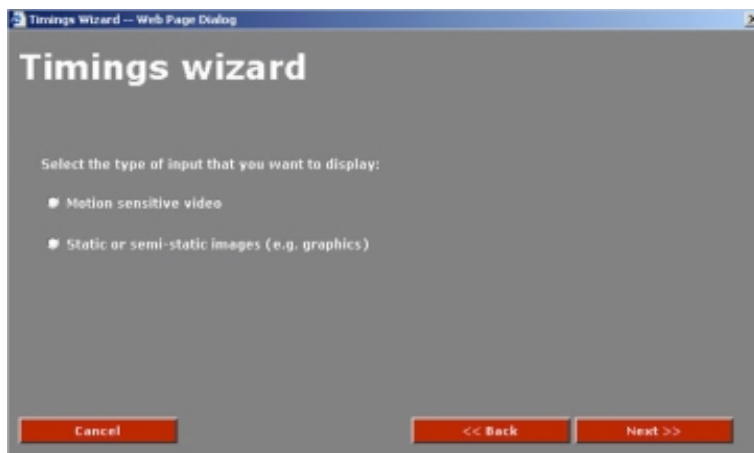 Timings Wizard -- Web Page Dialog
Timings wizard
Select the type of input that you want to display:
Motion sensitive video
Static or semi-static images (e.g. graphics)
Cancel
<< Back
Next >>